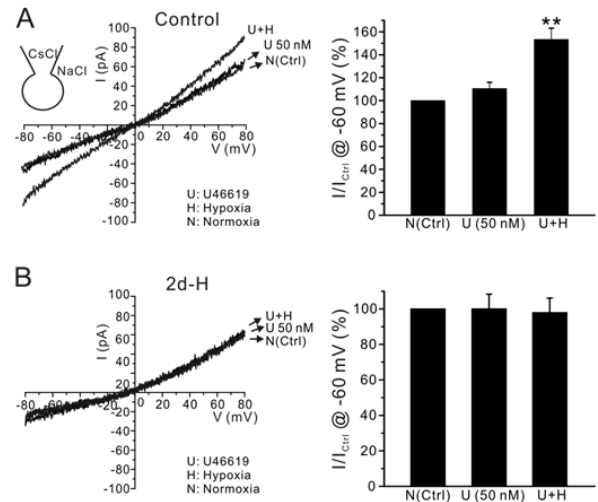 A
Control
CsCl
NaCl
I (pA)
100
80
60
40
20
-80 -60 -40 -20 0 20 40 60 80
V (mV)
-20
-40
-60
-80
-100
U+H
U 50 nM
N(Ctrl)
U: U46619
H: Hypoxia
N: Normoxia
I/ICtrl @ -60 mV (%)
160
140
120
100
80
60
40
20
0
**
N(Ctrl) U (50 nM) U+H
B
2d-H
I (pA)
100
80
60
40
20
-80 -60 -40 -20 0 20 40 60 80
V (mV)
-20
-40
-60
-80
-100
U+H
U 50 nM
N(Ctrl)
U: U46619
H: Hypoxia
N: Normoxia
I/ICtrl @ -60 mV (%)
100
80
60
40
20
0
N(Ctrl) U (50 nM) U+H